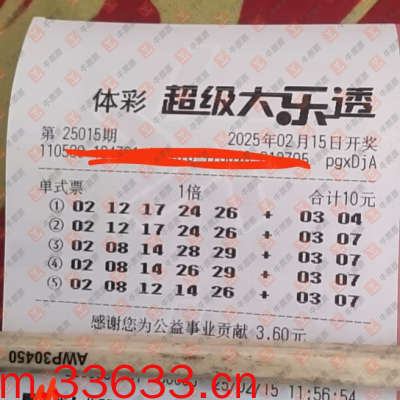 体彩 超级大乐透
第 25015期 2025年02月15日开奖
pgxDjA
单式票 1倍 合计10元
① 02 12 17 24 26 + 03 04
② 02 12 17 24 26 + 03 07
③ 02 08 14 28 29 + 03 07
④ 02 08 14 26 29 + 03 07
⑤ 02 08 12 14 26 + 03 07
感谢您为公益事业贡献 3.60元
AWP30450
m.33633.cn
11:56:54